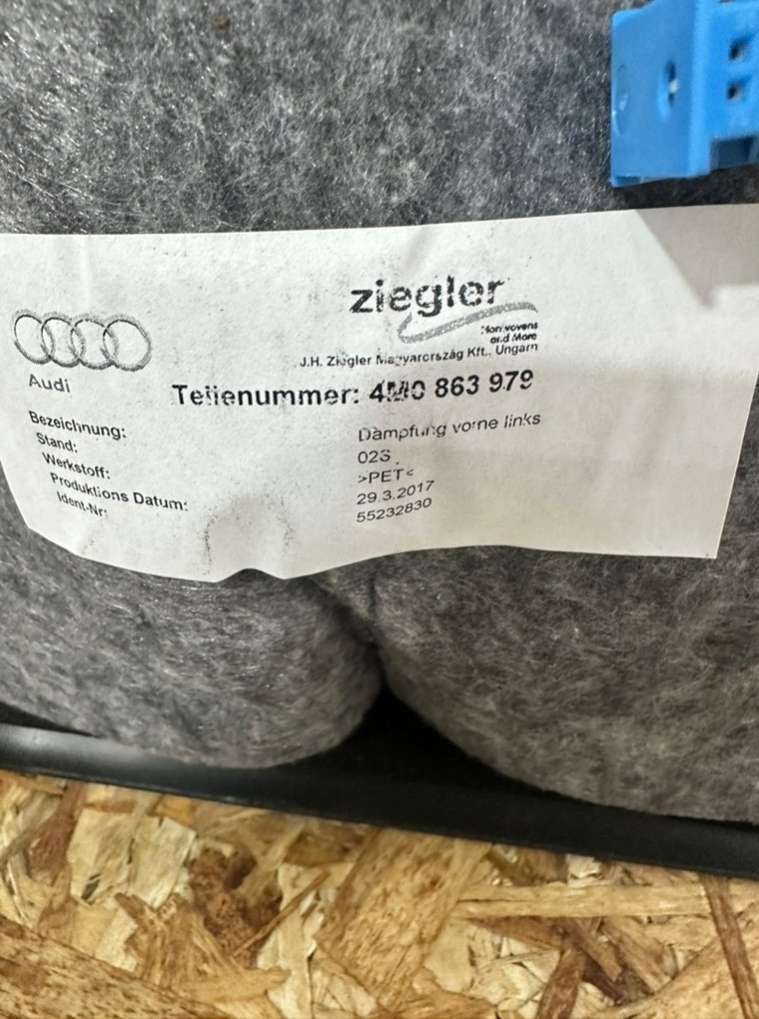 ziegler
Nonwovens
and More
J.H. Ziegler Magyarország Kft., Ungarn
Audi
Teilenummer: 4M0 863 979
Bezeichnung: Dämpfung vorne links
Stand: 02S
Werkstoff: >PET<
Produktions Datum: 29.3.2017
Ident-Nr: 55232830